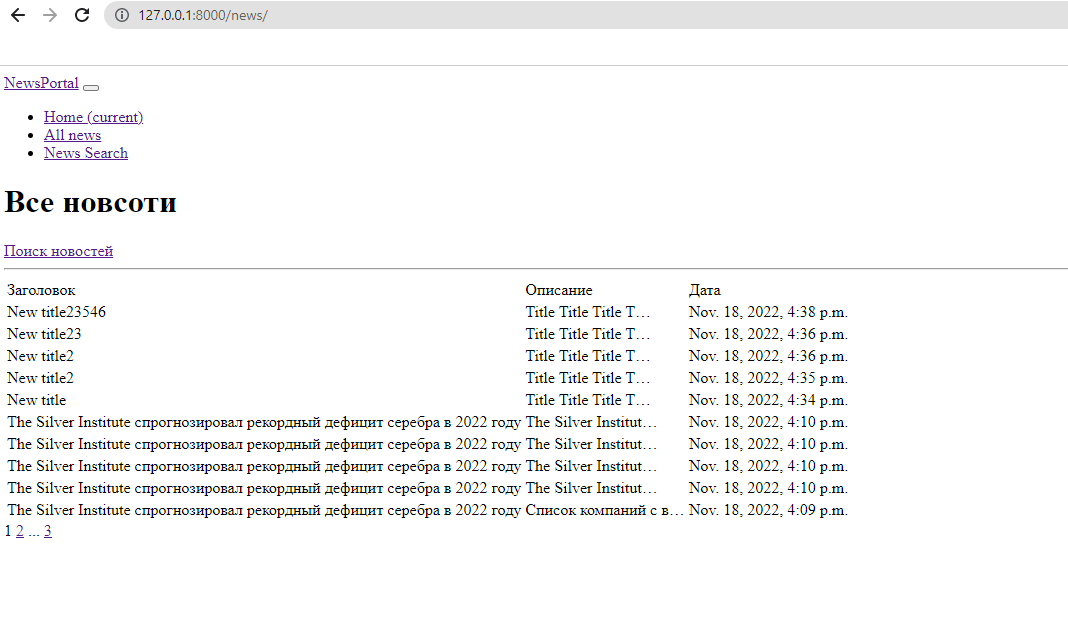 127.0.0.1:8000/news/
NewsPortal
Home (current)
All news
News Search
Все новсоти
Поиск новостей
Заголовок Описание Дата
New title23546 Title Title Title T… Nov. 18, 2022, 4:38 p.m.
New title23 Title Title Title T… Nov. 18, 2022, 4:36 p.m.
New title2 Title Title Title T… Nov. 18, 2022, 4:36 p.m.
New title2 Title Title Title T… Nov. 18, 2022, 4:35 p.m.
New title Title Title Title T… Nov. 18, 2022, 4:34 p.m.
The Silver Institute спрогнозировал рекордный дефицит серебра в 2022 году The Silver Institut… Nov. 18, 2022, 4:10 p.m.
The Silver Institute спрогнозировал рекордный дефицит серебра в 2022 году The Silver Institut… Nov. 18, 2022, 4:10 p.m.
The Silver Institute спрогнозировал рекордный дефицит серебра в 2022 году The Silver Institut… Nov. 18, 2022, 4:10 p.m.
The Silver Institute спрогнозировал рекордный дефицит серебра в 2022 году The Silver Institut… Nov. 18, 2022, 4:10 p.m.
The Silver Institute спрогнозировал рекордный дефицит серебра в 2022 году Список компаний с в… Nov. 18, 2022, 4:09 p.m.
1 2 ... 3